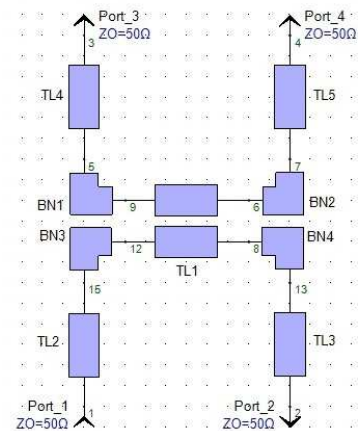 Port_3 Port_4
ZO=50Ω ZO=50Ω
3 4
TL4 TL5
5 7
BN1 9 6 BN2
BN3 12 8 BN4
TL1
15 13
TL2 TL3
Port_1 1 Port_2 2
ZO=50Ω ZO=50Ω